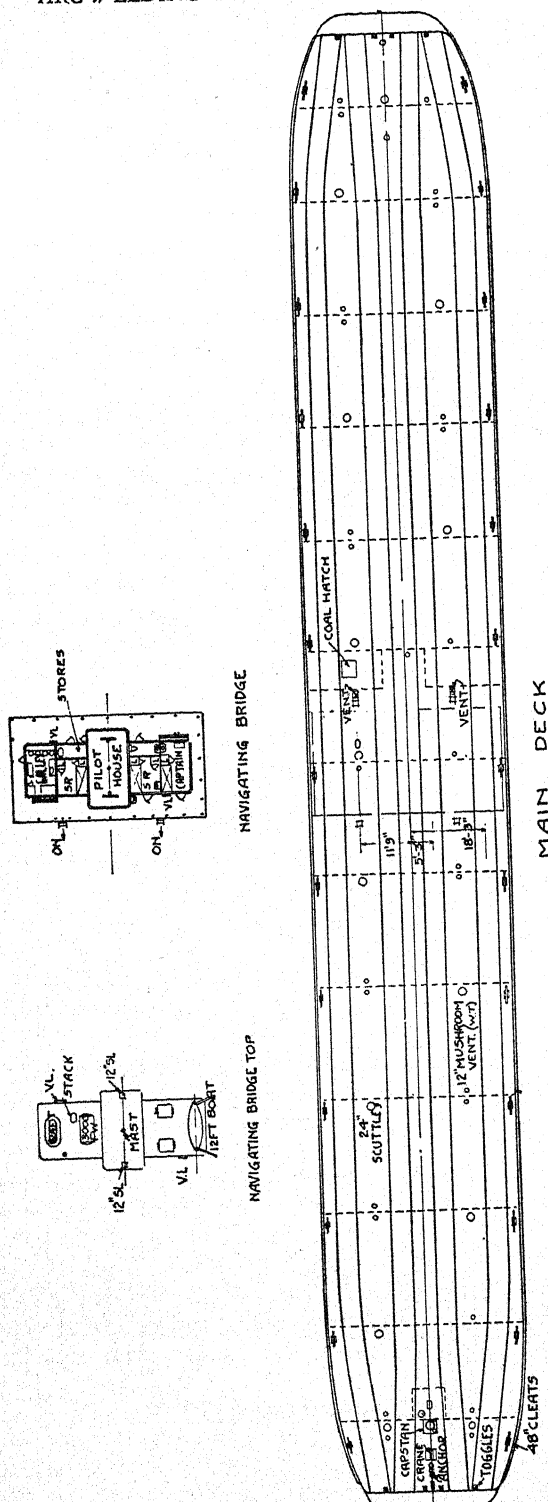 NAVIGATING BRIDGE TOP
12"SL
12"SL
V.L.
STACK
MAST
V.L
12FT BOAT
NAVIGATING BRIDGE
STORES
PILOT
HOUSE
GALLEY
SR
S R
CAPTAIN
VL
VL
MAIN DECK
COAL HATCH
VENT.
VENT.
11'9"
5'-3"
18'-3"
24"
SCUTTLE
12" MUSHROOM
VENT. (W.T)
CAPSTAN
CRANE
ANCHOR
TOGGLES
48" CLEATS